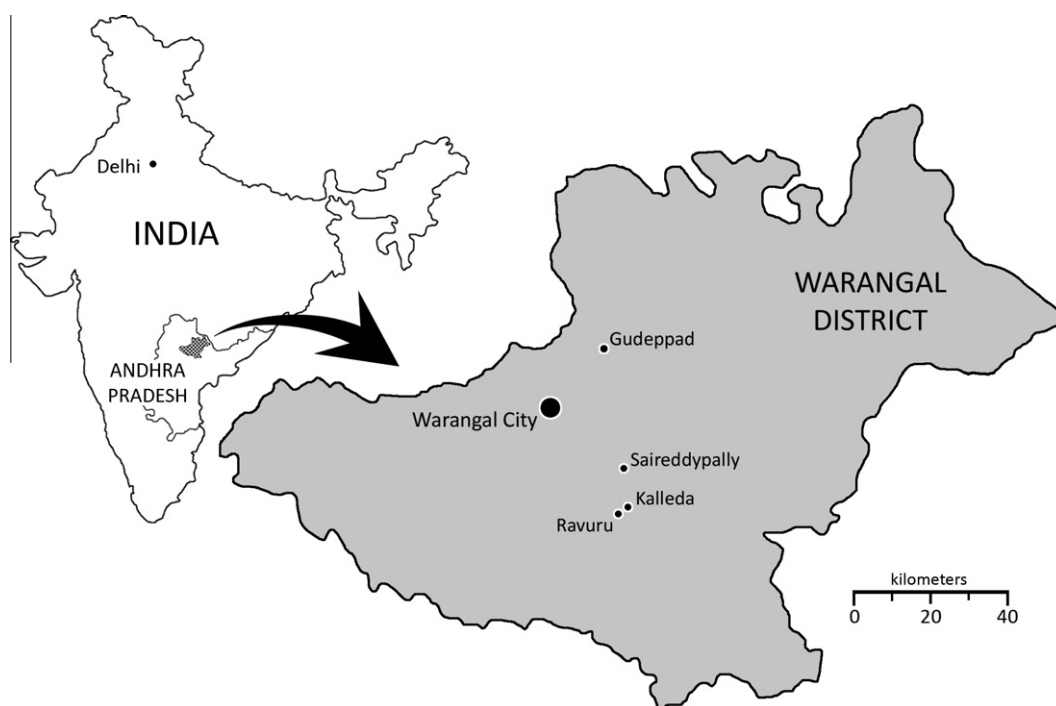 Delhi
INDIA
ANDHRA
PRADESH
WARANGAL
DISTRICT
Gudeppad
Warangal City
Saireddypally
Kalleda
Ravuru
kilometers
0 20 40